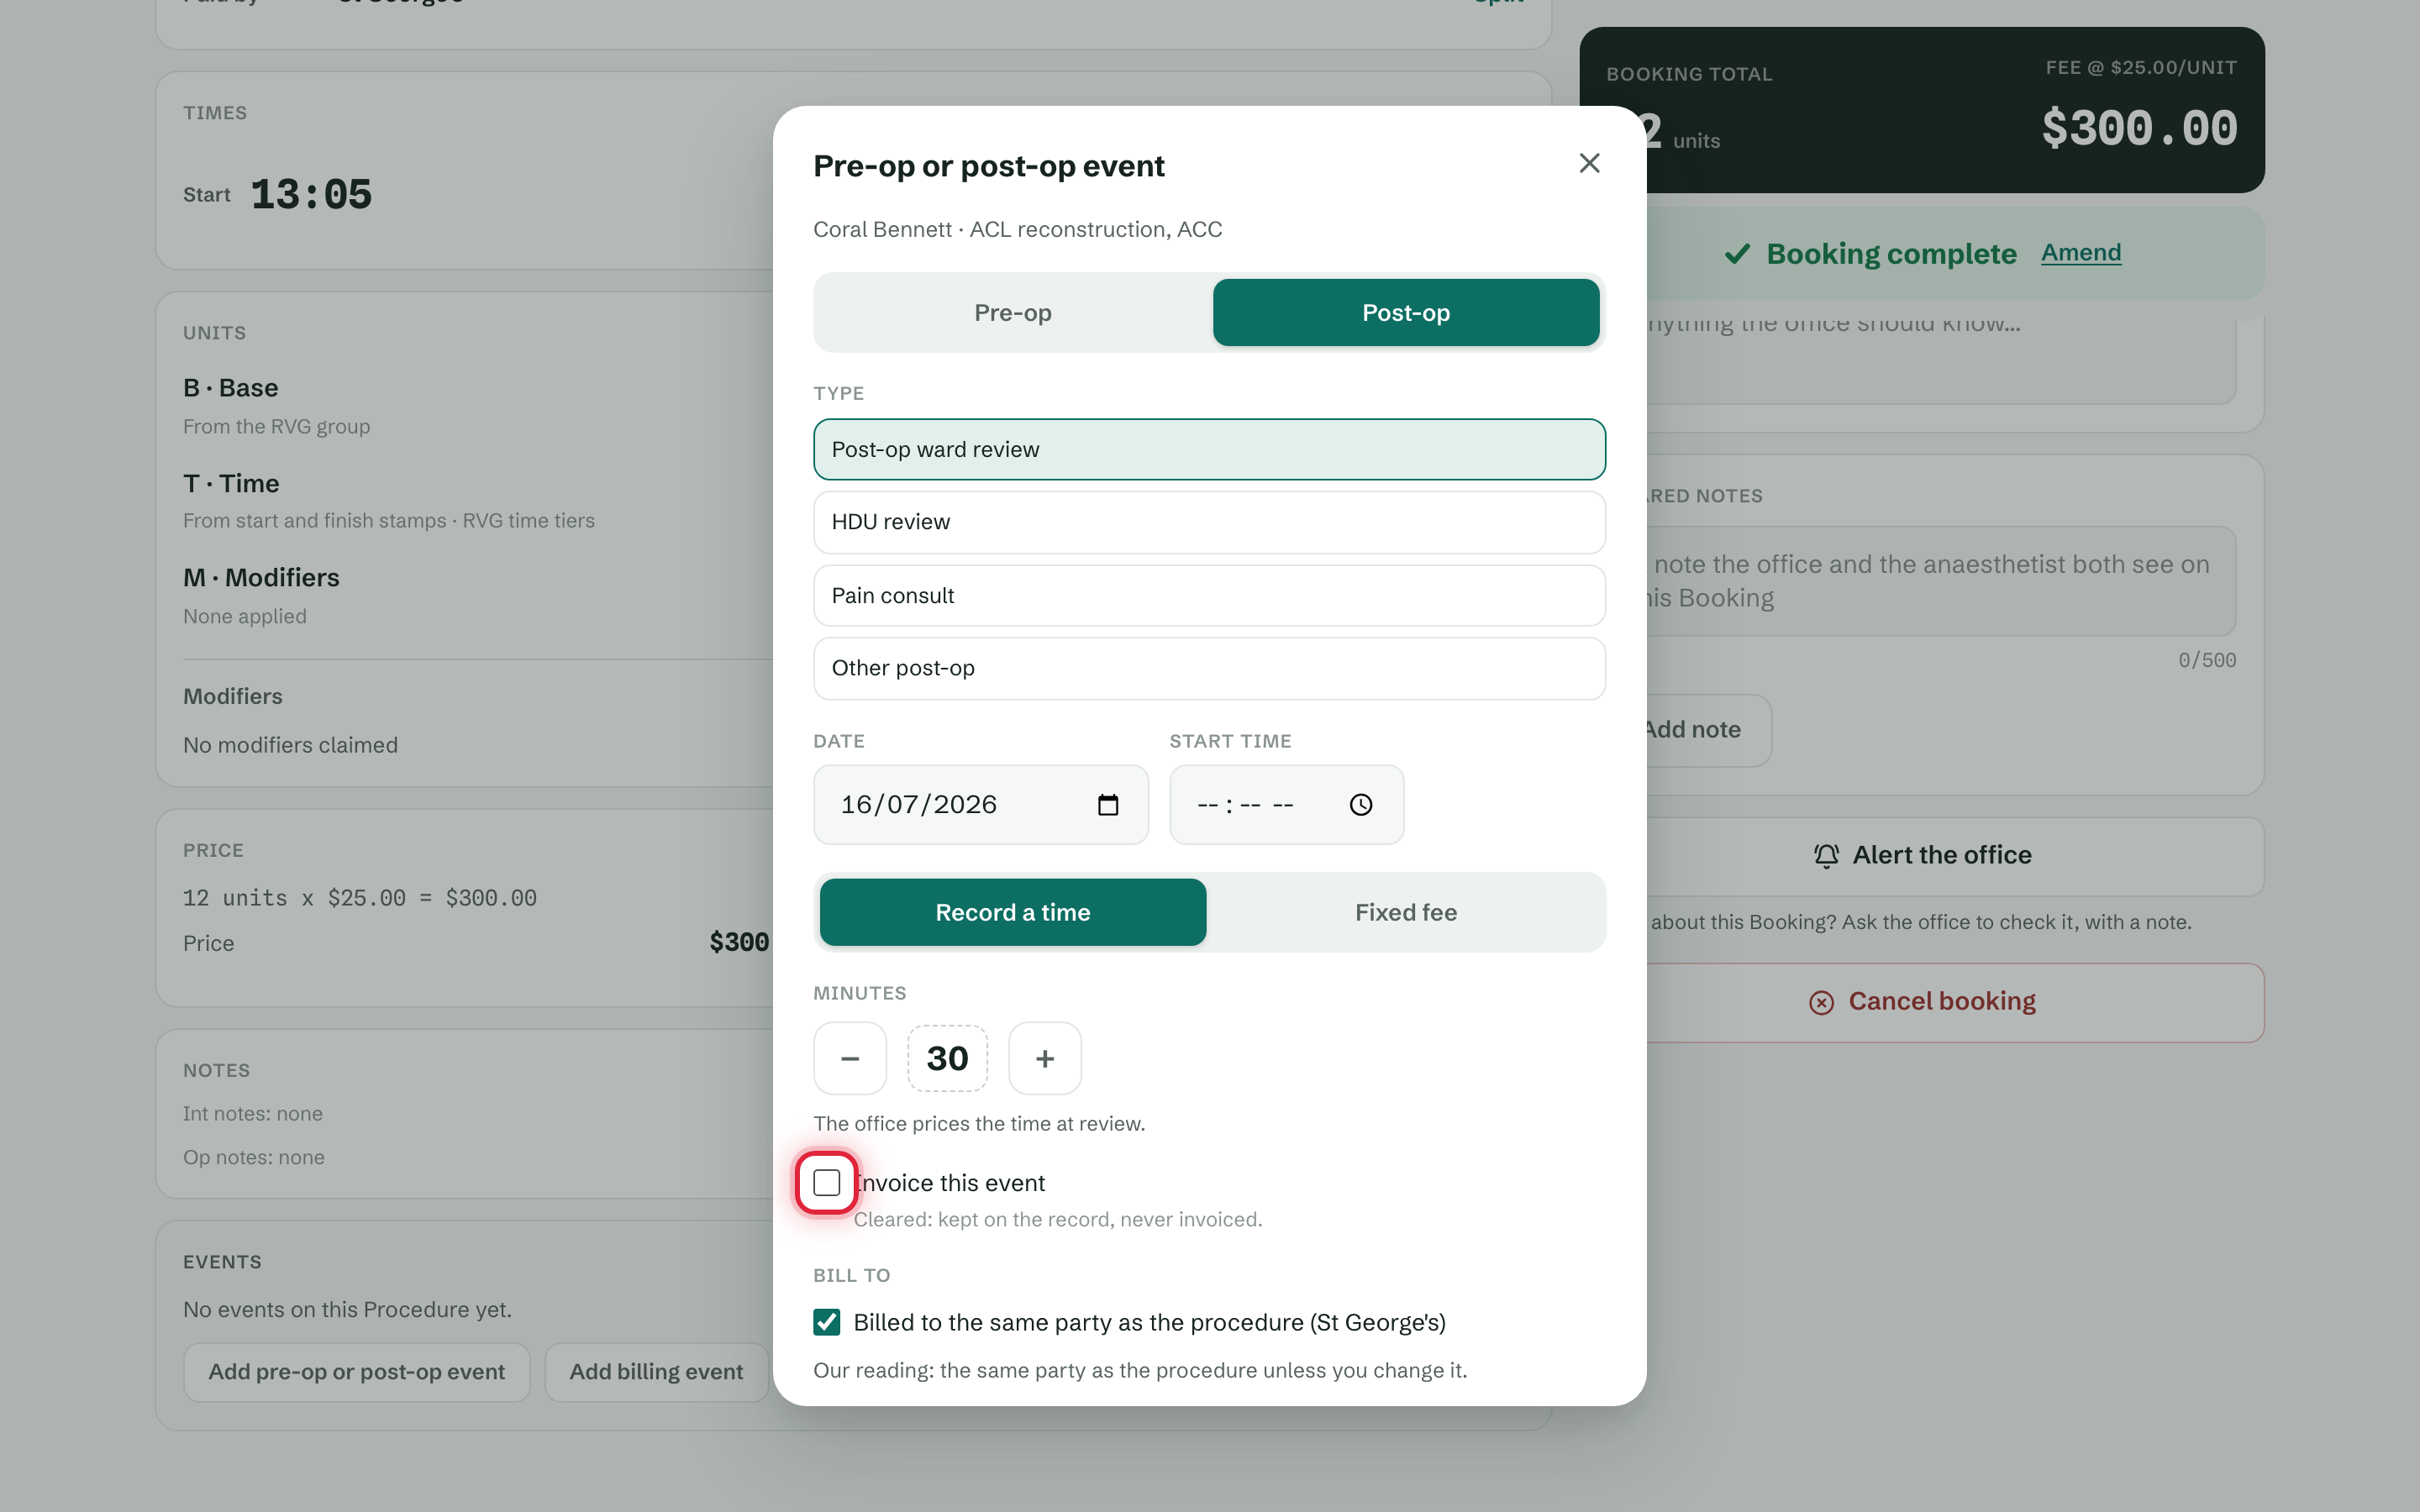 TIMES
Start 13:05
UNITS
B · Base
From the RVG group
T · Time
From start and finish stamps · RVG time tiers
M · Modifiers
None applied
Modifiers
No modifiers claimed
PRICE
12 units x $25.00 = $300.00
Price $300
NOTES
Int notes: none
Op notes: none
EVENTS
No events on this Procedure yet.
Add pre-op or post-op event Add billing event
Pre-op or post-op event
Coral Bennett · ACL reconstruction, ACC
Pre-op Post-op
TYPE
Post-op ward review
HDU review
Pain consult
Other post-op
DATE START TIME
16/07/2026 -- : -- --
Record a time Fixed fee
MINUTES
− 30 +
The office prices the time at review.
Invoice this event
Cleared: kept on the record, never invoiced.
BILL TO
Billed to the same party as the procedure (St George's)
Our reading: the same party as the procedure unless you change it.
BOOKING TOTAL FEE @ $25.00/UNIT
2 units $300.00
Booking complete Amend
the office should know...
NOTES
note the office and the anaesthetist both see on
Booking
0/500
Add note
Alert the office
about this Booking? Ask the office to check it, with a note.
Cancel booking